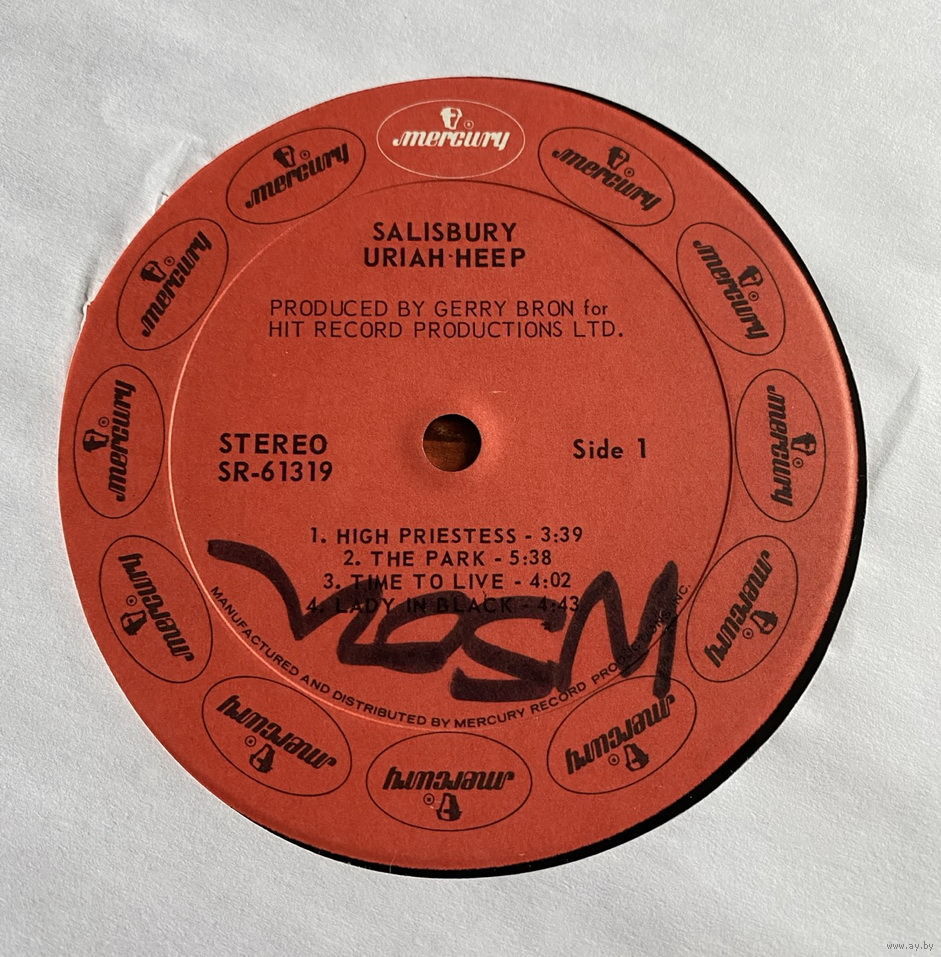 mercury
mercury
mercury
mercury
mercury
mercury
mercury
mercury
mercury
mercury
mercury
mercury
SALISBURY
URIAH·HEEP
PRODUCED BY GERRY BRON for
HIT RECORD PRODUCTIONS LTD.
STEREO
SR-61319
Side 1
1. HIGH PRIESTESS - 3:39
2. THE PARK - 5:38
3. TIME TO LIVE - 4:02
4. LADY IN BLACK - 4:43
MANUFACTURED AND DISTRIBUTED BY MERCURY RECORD PRODUCTIONS, INC.
www.ay.by